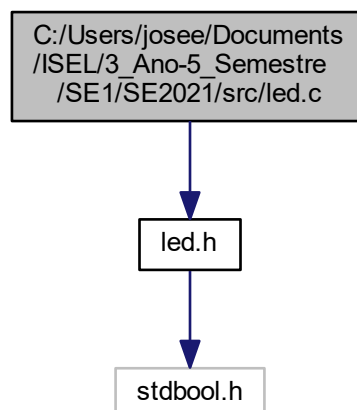 C:/Users/josee/Documents
/ISEL/3_Ano-5_Semestre
/SE1/SE2021/src/led.c
led.h
stdbool.h